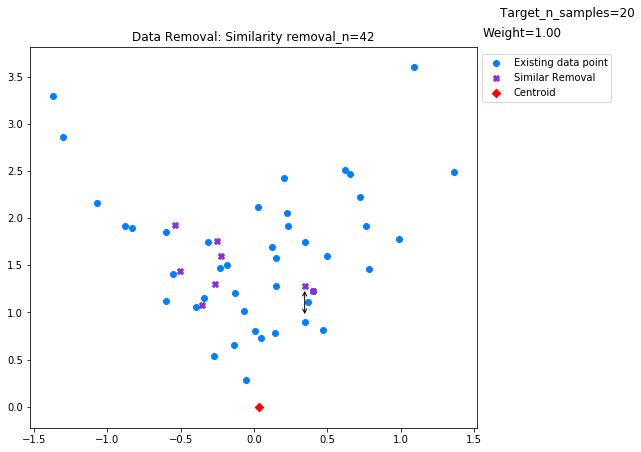 Target_n_samples=20
Weight=1.00
Data Removal: Similarity removal_n=42
Existing data point
Similar Removal
Centroid
3.5
3.0
2.5
2.0
1.5
1.0
0.5
0.0
−1.5 −1.0 −0.5 0.0 0.5 1.0 1.5